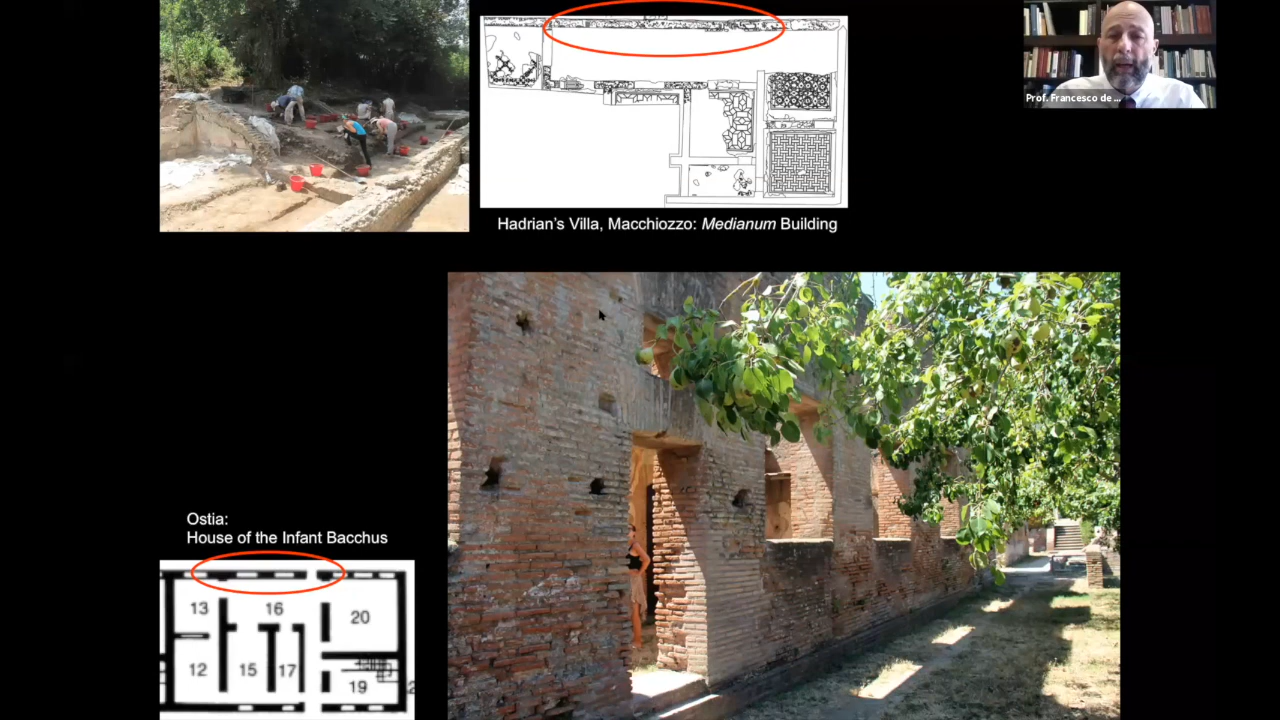 Prof. Francesco de ...
Hadrian's Villa, Macchiozzo: Medianum Building
Ostia:
House of the Infant Bacchus
13
16
20
12
15
17
19